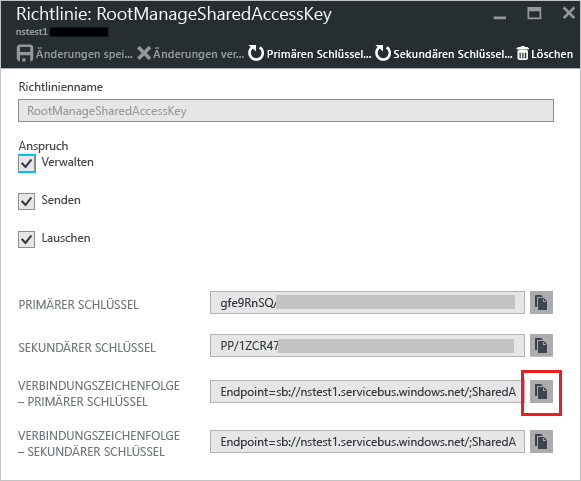 Richtlinie: RootManageSharedAccessKey
nstest1
Änderungen spei... Änderungen ver... Primären Schlüssel... Sekundären Schlüssel... Löschen
Richtlinienname
RootManageSharedAccessKey
Anspruch
Verwalten
Senden
Lauschen
PRIMÄRER SCHLÜSSEL gfe9RnSQ/
SEKUNDÄRER SCHLÜSSEL PP/1ZCR47
VERBINDUNGSZEICHENFOLGE
– PRIMÄRER SCHLÜSSEL Endpoint=sb://nstest1.servicebus.windows.net/;SharedA
VERBINDUNGSZEICHENFOLGE
– SEKUNDÄRER SCHLÜSSEL Endpoint=sb://nstest1.servicebus.windows.net/;SharedA